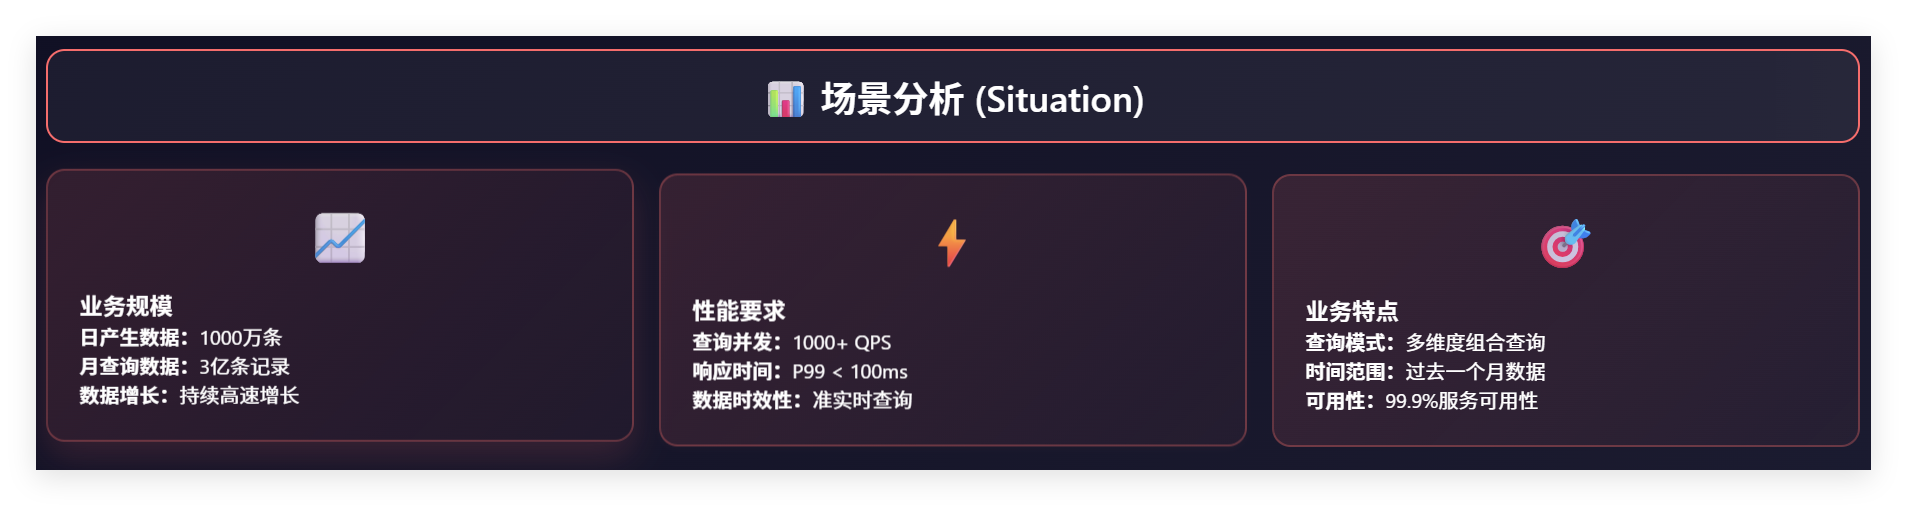 场景分析 (Situation)
业务规模
日产生数据：1000万条
月查询数据：3亿条记录
数据增长：持续高速增长
性能要求
查询并发：1000+ QPS
响应时间：P99 < 100ms
数据时效性：准实时查询
业务特点
查询模式：多维度组合查询
时间范围：过去一个月数据
可用性：99.9%服务可用性